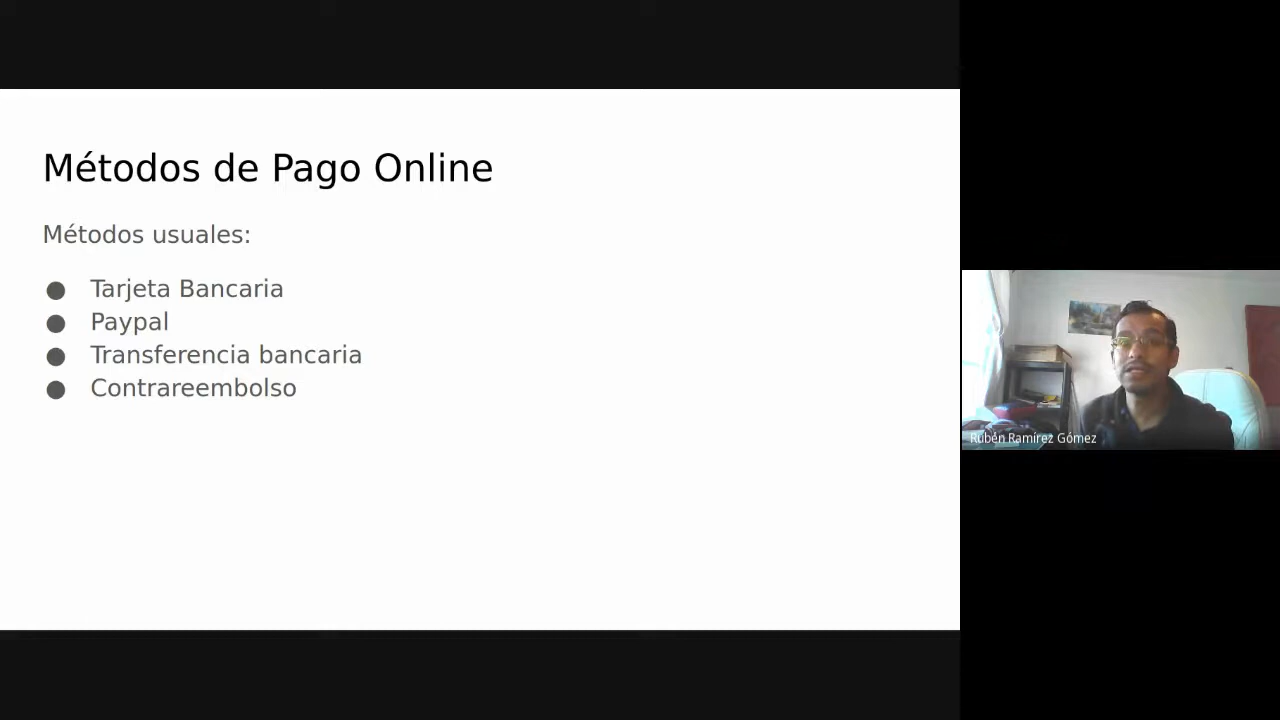 Métodos de Pago Online
Métodos usuales:
● Tarjeta Bancaria
● Paypal
● Transferencia bancaria
● Contrareembolso
Rubén Ramírez Gómez